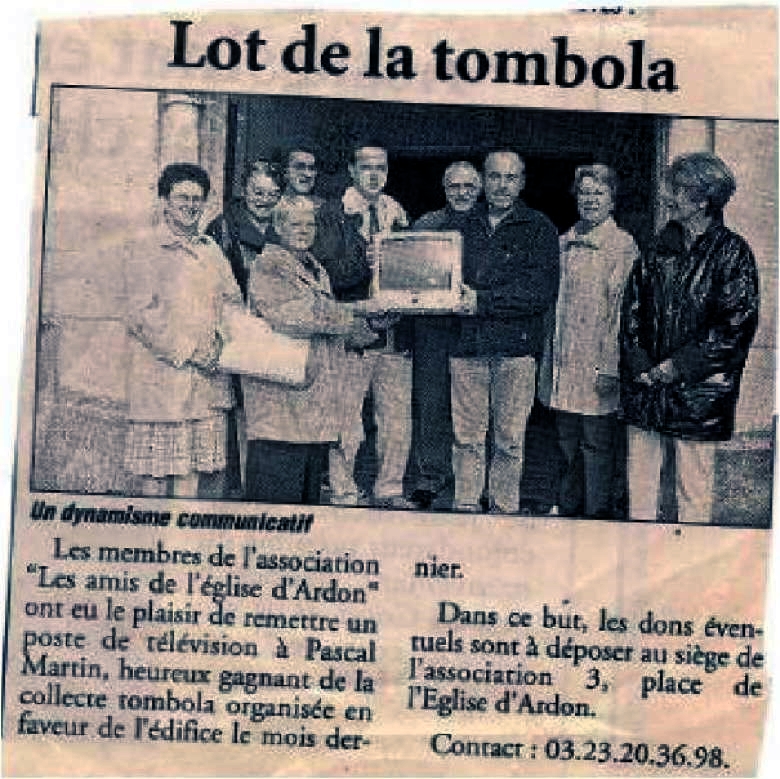 Lot de la tombola
Un dynamisme communicatif
Les membres de l'association
"Les amis de l'église d'Ardon"
ont eu le plaisir de remettre un
poste de télévision à Pascal
Martin, heureux gagnant de la
collecte tombola organisée en
faveur de l'édifice le mois der-
nier.
Dans ce but, les dons éven-
tuels sont à déposer au siège de
l'association 3, place de
l'Eglise d'Ardon.
Contact : 03.23.20.36.98.